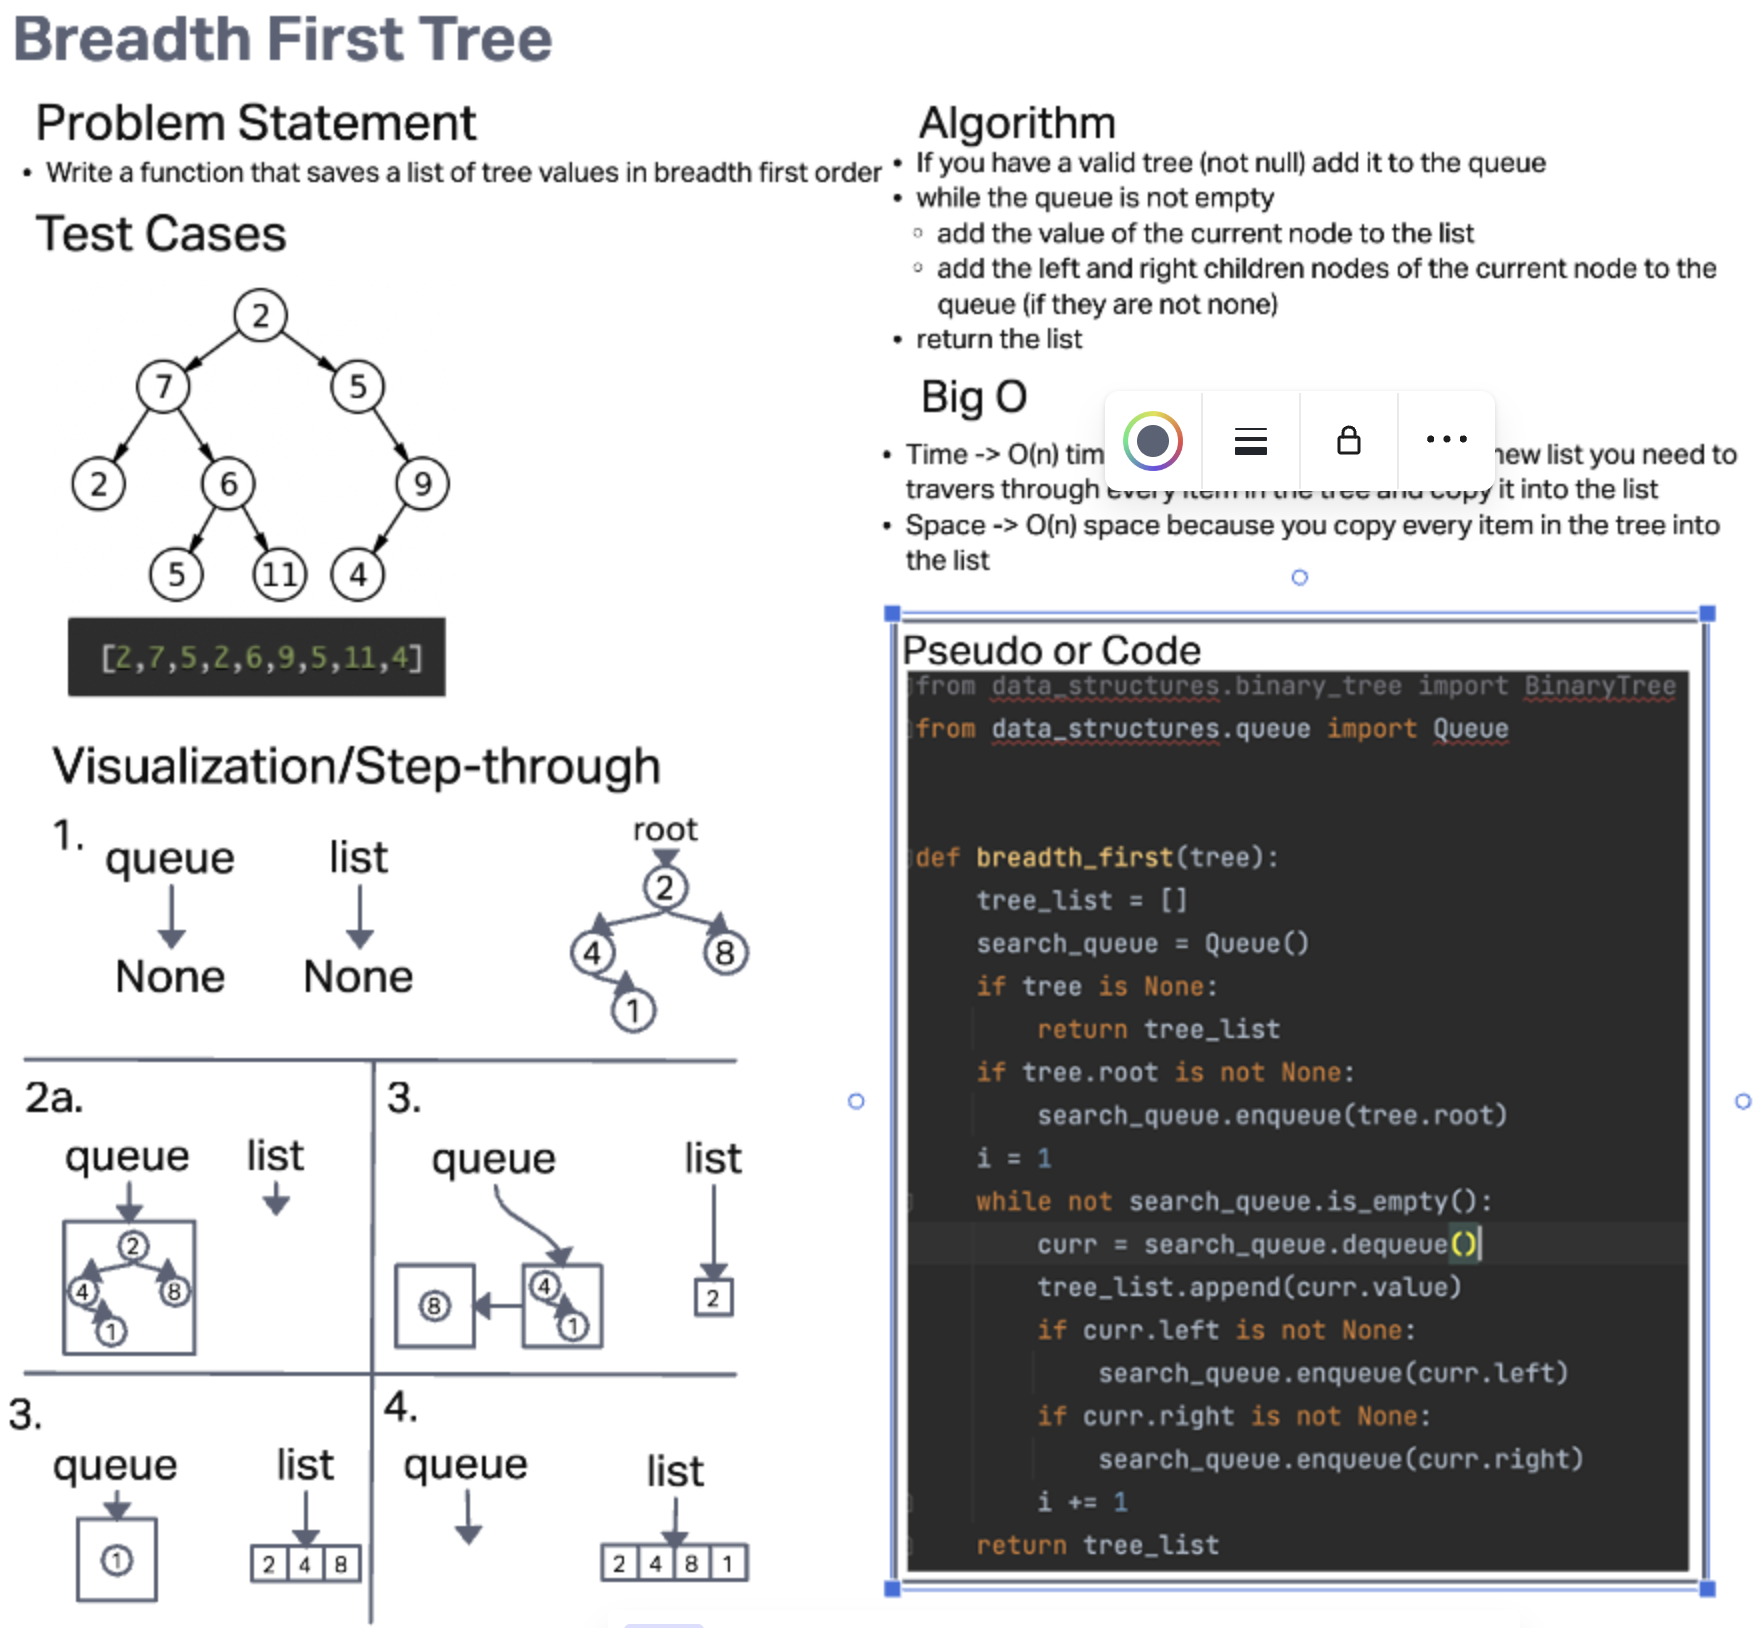 Breadth First Tree
Problem Statement
• Write a function that saves a list of tree values in breadth first order
Test Cases
2
7 5
2 6 9
5 11 4
[2,7,5,2,6,9,5,11,4]
Visualization/Step-through
1.
queue list
None None
root
2
4 8
1
2a.
queue list
2
4 8
1
3.
queue list
8 4 2
1
3.
queue list
1 2 4 8
4.
queue list
2 4 8 1
Algorithm
• If you have a valid tree (not null) add it to the queue
• while the queue is not empty
◦ add the value of the current node to the list
◦ add the left and right children nodes of the current node to the
queue (if they are not none)
• return the list
Big O
• Time -> O(n) tim new list you need to
travers through every item in the tree and copy it into the list
• Space -> O(n) space because you copy every item in the tree into
the list
Pseudo or Code
from data_structures.binary_tree import BinaryTree
from data_structures.queue import Queue
def breadth_first(tree):
tree_list = []
search_queue = Queue()
if tree is None:
return tree_list
if tree.root is not None:
search_queue.enqueue(tree.root)
i = 1
while not search_queue.is_empty():
curr = search_queue.dequeue()
tree_list.append(curr.value)
if curr.left is not None:
search_queue.enqueue(curr.left)
if curr.right is not None:
search_queue.enqueue(curr.right)
i += 1
return tree_list